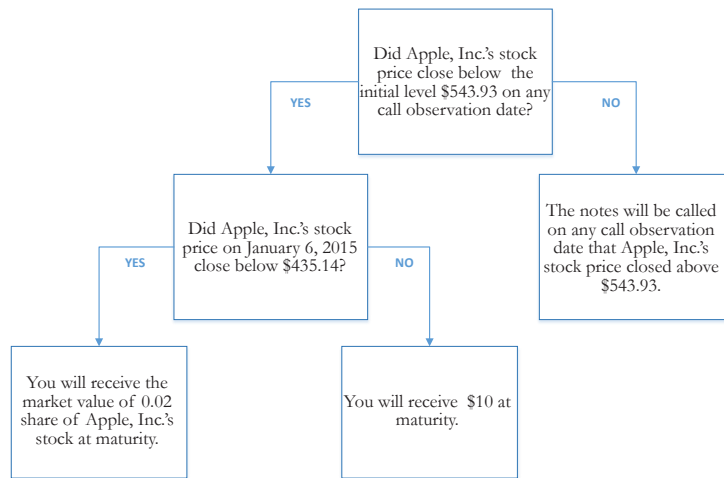 Did Apple, Inc.'s stock
price close below the
initial level $543.93 on any
call observation date?
YES
NO
Did Apple, Inc.'s stock
price on January 6, 2015
close below $435.14?
The notes will be called
on any call observation
date that Apple, Inc.'s
stock price closed above
$543.93.
YES
NO
You will receive the
market value of 0.02
share of Apple, Inc.'s
stock at maturity.
You will receive $10 at
maturity.